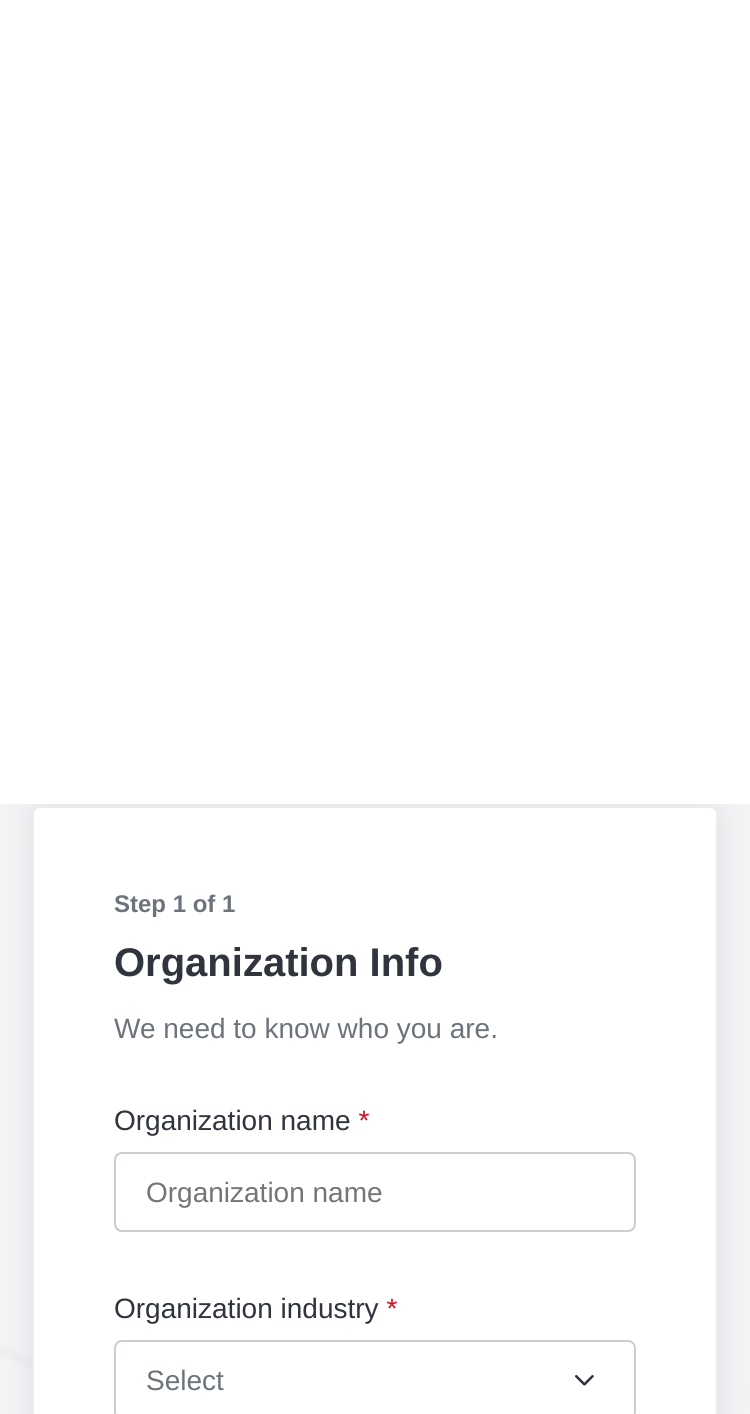 Step 1 of 1
Organization Info
We need to know who you are.
Organization name *
Organization name
Organization industry *
Select